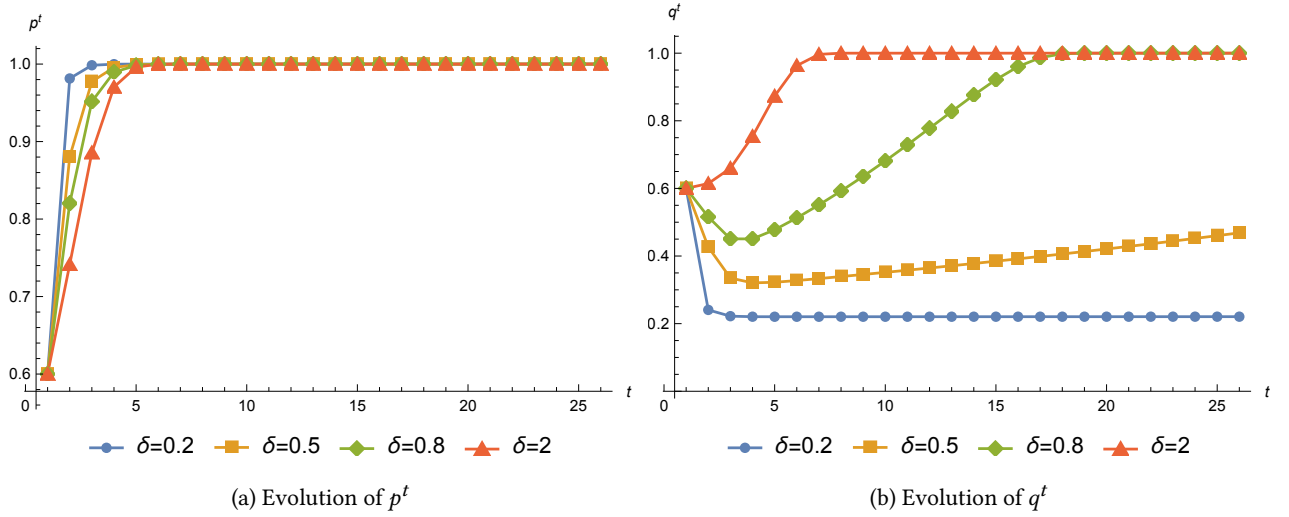 p^t
1.0
0.9
0.8
0.7
0.6
0 5 10 15 20 25 t
δ=0.2 δ=0.5 δ=0.8 δ=2
(a) Evolution of p^t
q^t
1.0
0.8
0.6
0.4
0.2
0 5 10 15 20 25 t
δ=0.2 δ=0.5 δ=0.8 δ=2
(b) Evolution of q^t